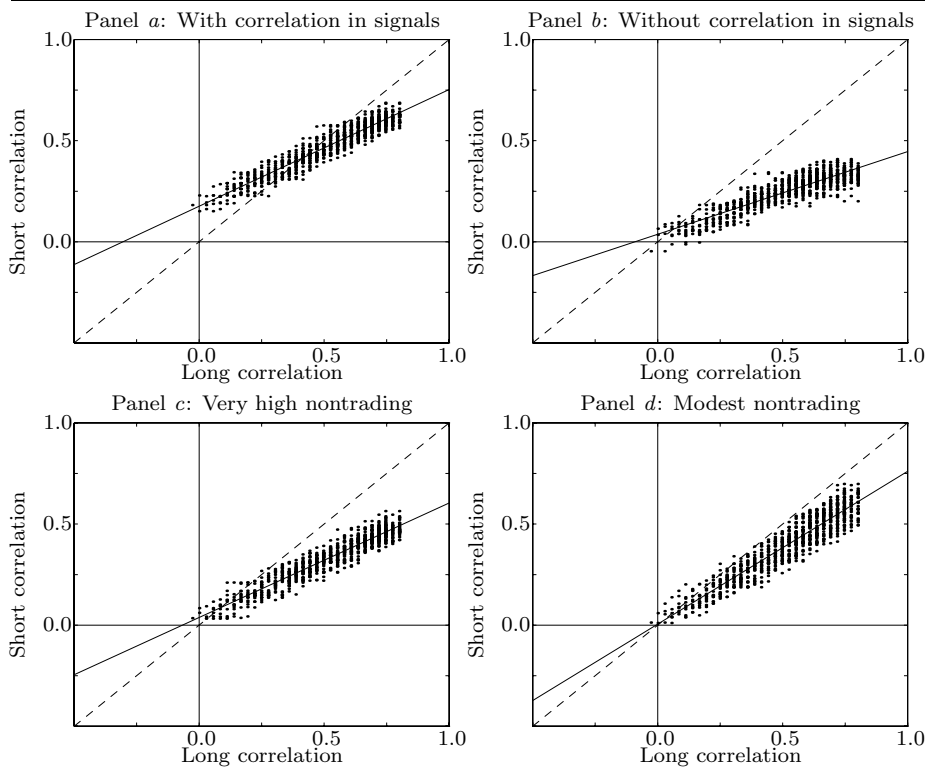 Panel a: With correlation in signals
1.0
0.5
0.0
Short correlation
0.0
0.5
1.0
Long correlation
Panel b: Without correlation in signals
1.0
0.5
0.0
Short correlation
0.0
0.5
1.0
Long correlation
Panel c: Very high nontrading
1.0
0.5
0.0
Short correlation
0.0
0.5
1.0
Long correlation
Panel d: Modest nontrading
1.0
0.5
0.0
Short correlation
0.0
0.5
1.0
Long correlation